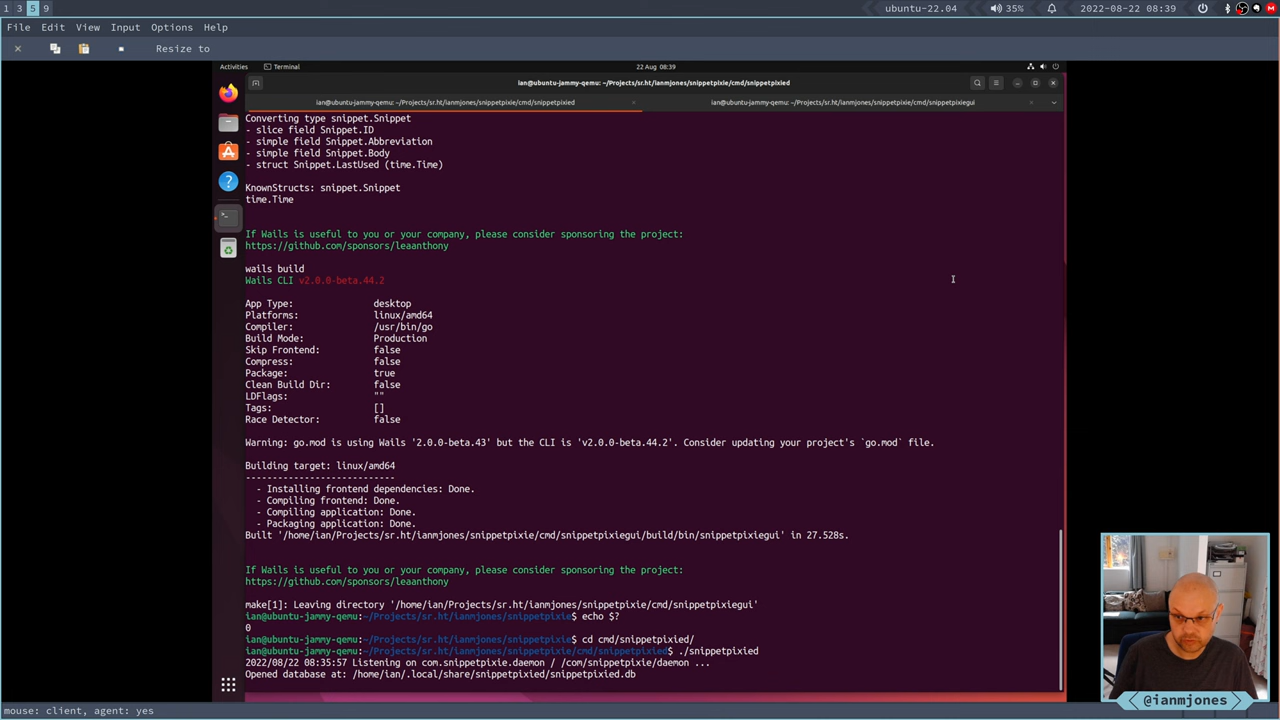 1 3 5 9
ubuntu-22.04 35% 2022-08-22 08:39
File Edit View Input Options Help
Resize to
Activities Terminal 22 Aug 08:39
ian@ubuntu-jammy-qemu: ~/Projects/sr.ht/ianmjones/snippetpixie/cmd/snippetpixied
ian@ubuntu-jammy-qemu: ~/Projects/sr.ht/ianmjones/snippetpixie/cmd/snippetpixied
ian@ubuntu-jammy-qemu: ~/Projects/sr.ht/ianmjones/snippetpixie/cmd/snippetpixiegui
Converting type snippet.Snippet
- slice field Snippet.ID
- simple field Snippet.Abbreviation
- simple field Snippet.Body
- struct Snippet.LastUsed (time.Time)
KnownStructs: snippet.Snippet
time.Time
If Wails is useful to you or your company, please consider sponsoring the project:
https://github.com/sponsors/leaanthony
wails build
Wails CLI v2.0.0-beta.44.2
App Type: desktop
Platforms: linux/amd64
Compiler: /usr/bin/go
Build Mode: Production
Skip Frontend: false
Compress: false
Package: true
Clean Build Dir: false
LDFlags: ""
Tags: []
Race Detector: false
Warning: go.mod is using Wails '2.0.0-beta.43' but the CLI is 'v2.0.0-beta.44.2'. Consider updating your project's `go.mod` file.
Building target: linux/amd64
----------------------------
- Installing frontend dependencies: Done.
- Compiling frontend: Done.
- Compiling application: Done.
- Packaging application: Done.
Built '/home/ian/Projects/sr.ht/ianmjones/snippetpixie/cmd/snippetpixiegui/build/bin/snippetpixiegui' in 27.528s.
If Wails is useful to you or your company, please consider sponsoring the project:
https://github.com/sponsors/leaanthony
make[1]: Leaving directory '/home/ian/Projects/sr.ht/ianmjones/snippetpixie/cmd/snippetpixiegui'
ian@ubuntu-jammy-qemu:~/Projects/sr.ht/ianmjones/snippetpixie$ echo $?
0
ian@ubuntu-jammy-qemu:~/Projects/sr.ht/ianmjones/snippetpixie$ cd cmd/snippetpixied/
ian@ubuntu-jammy-qemu:~/Projects/sr.ht/ianmjones/snippetpixie/cmd/snippetpixied$ ./snippetpixied
2022/08/22 08:35:57 Listening on com.snippetpixie.daemon / /com/snippetpixie/daemon ...
Opened database at: /home/ian/.local/share/snippetpixied/snippetpixied.db
@ianmjones
mouse: client, agent: yes